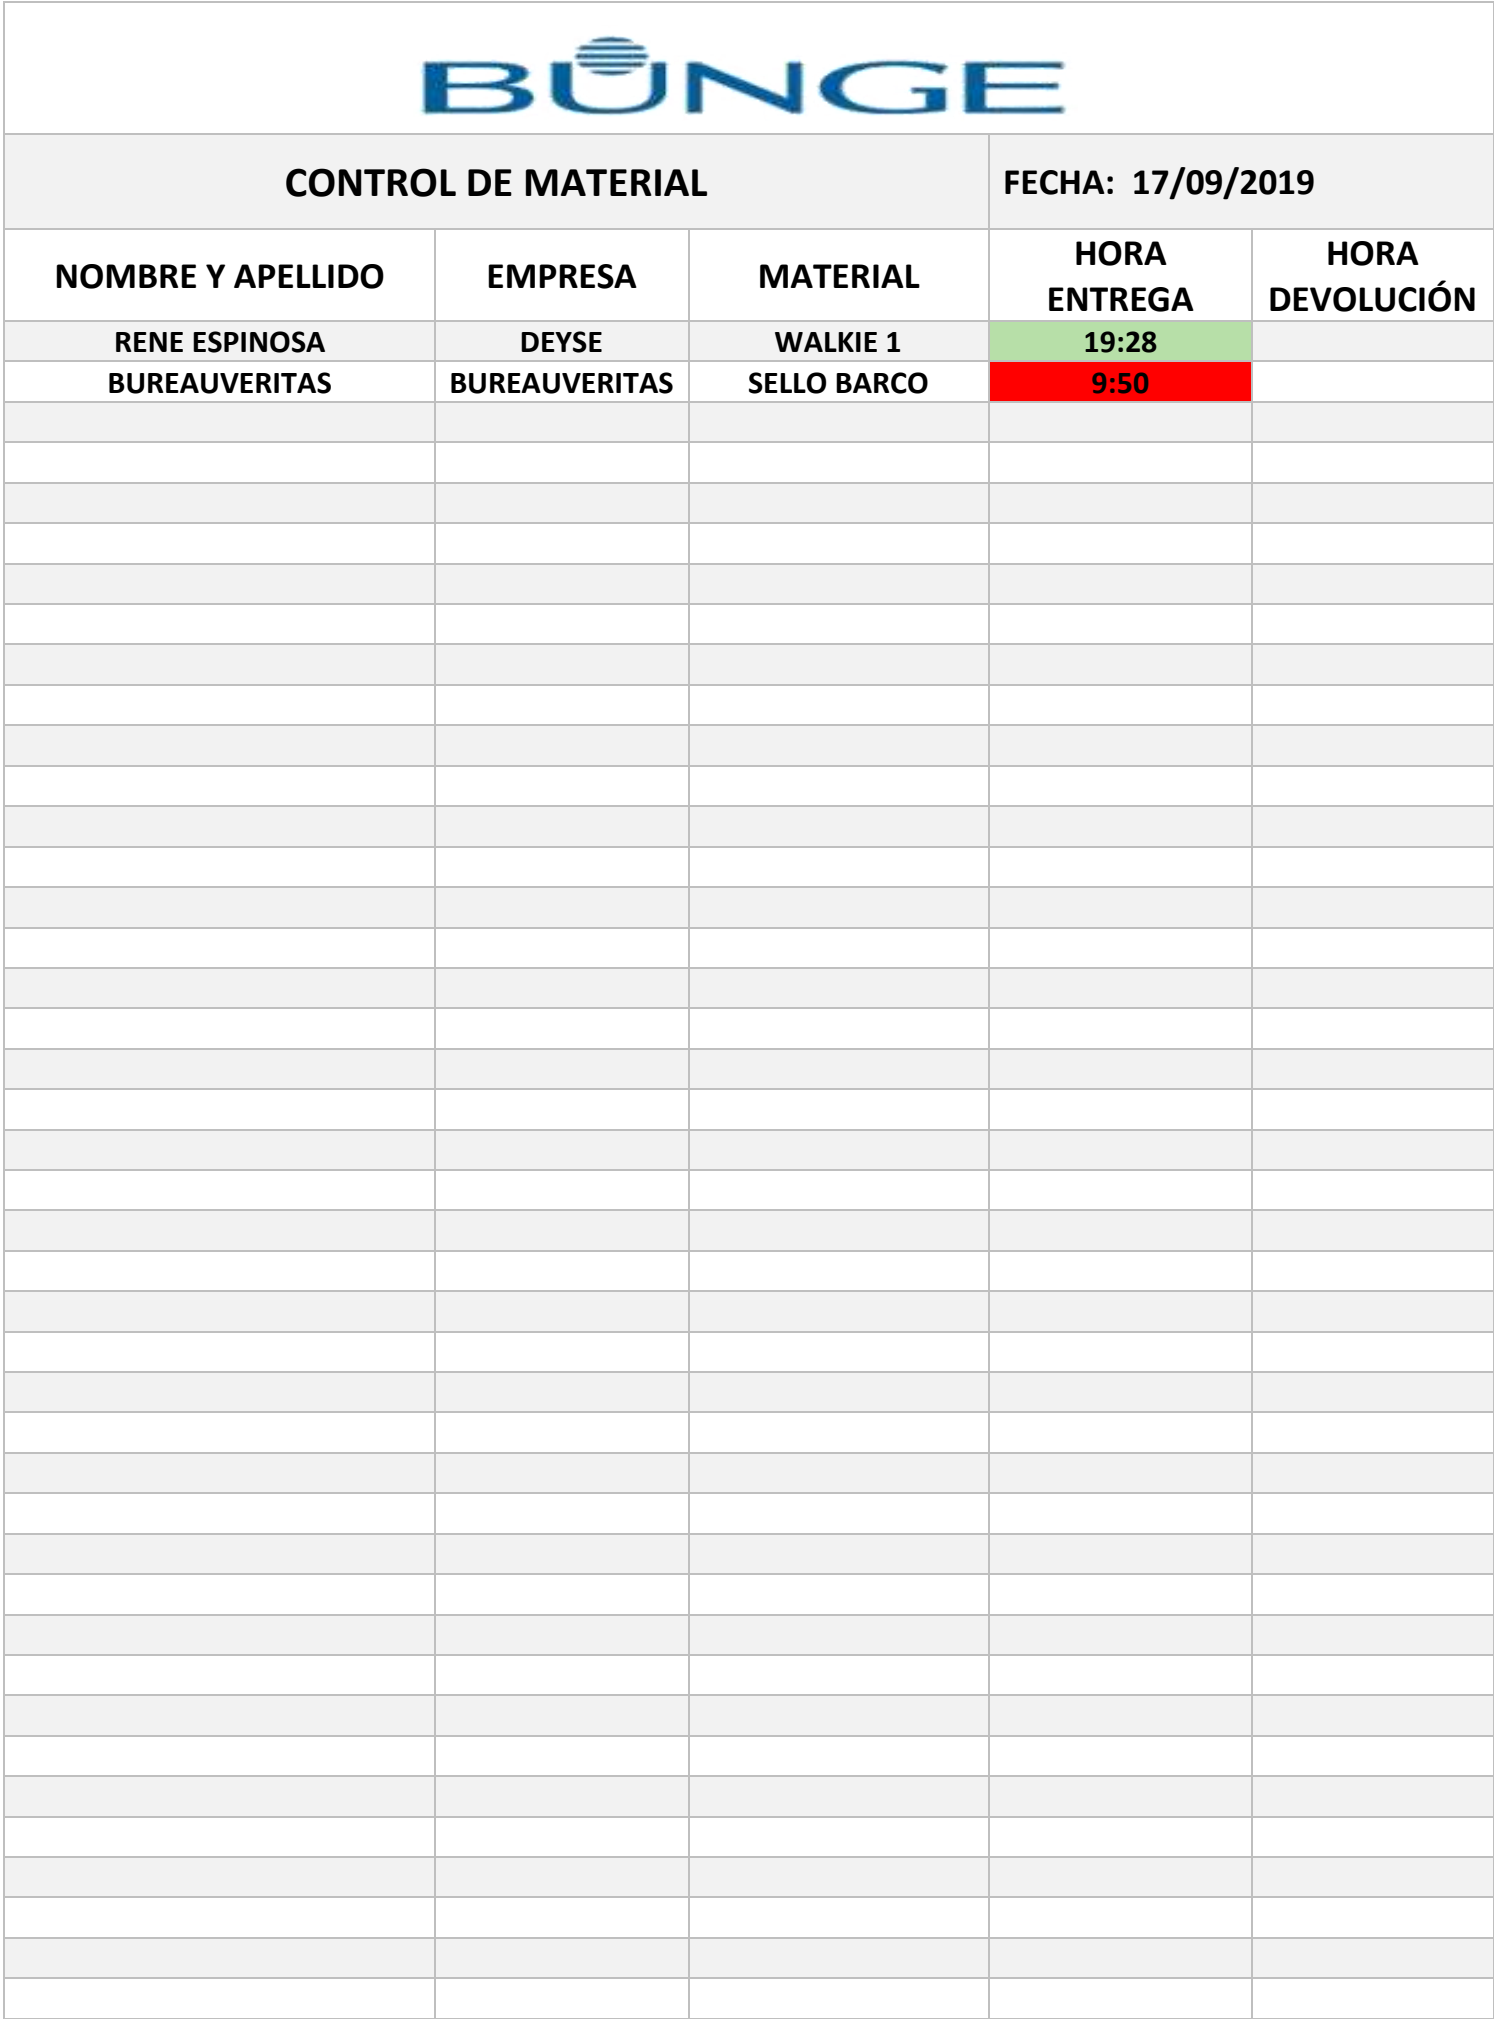 BUNGE
CONTROL DE MATERIAL FECHA: 17/09/2019
NOMBRE Y APELLIDO EMPRESA MATERIAL HORA ENTREGA HORA DEVOLUCIÓN
RENE ESPINOSA DEYSE WALKIE 1 19:28
BUREAUVERITAS BUREAUVERITAS SELLO BARCO 9:50